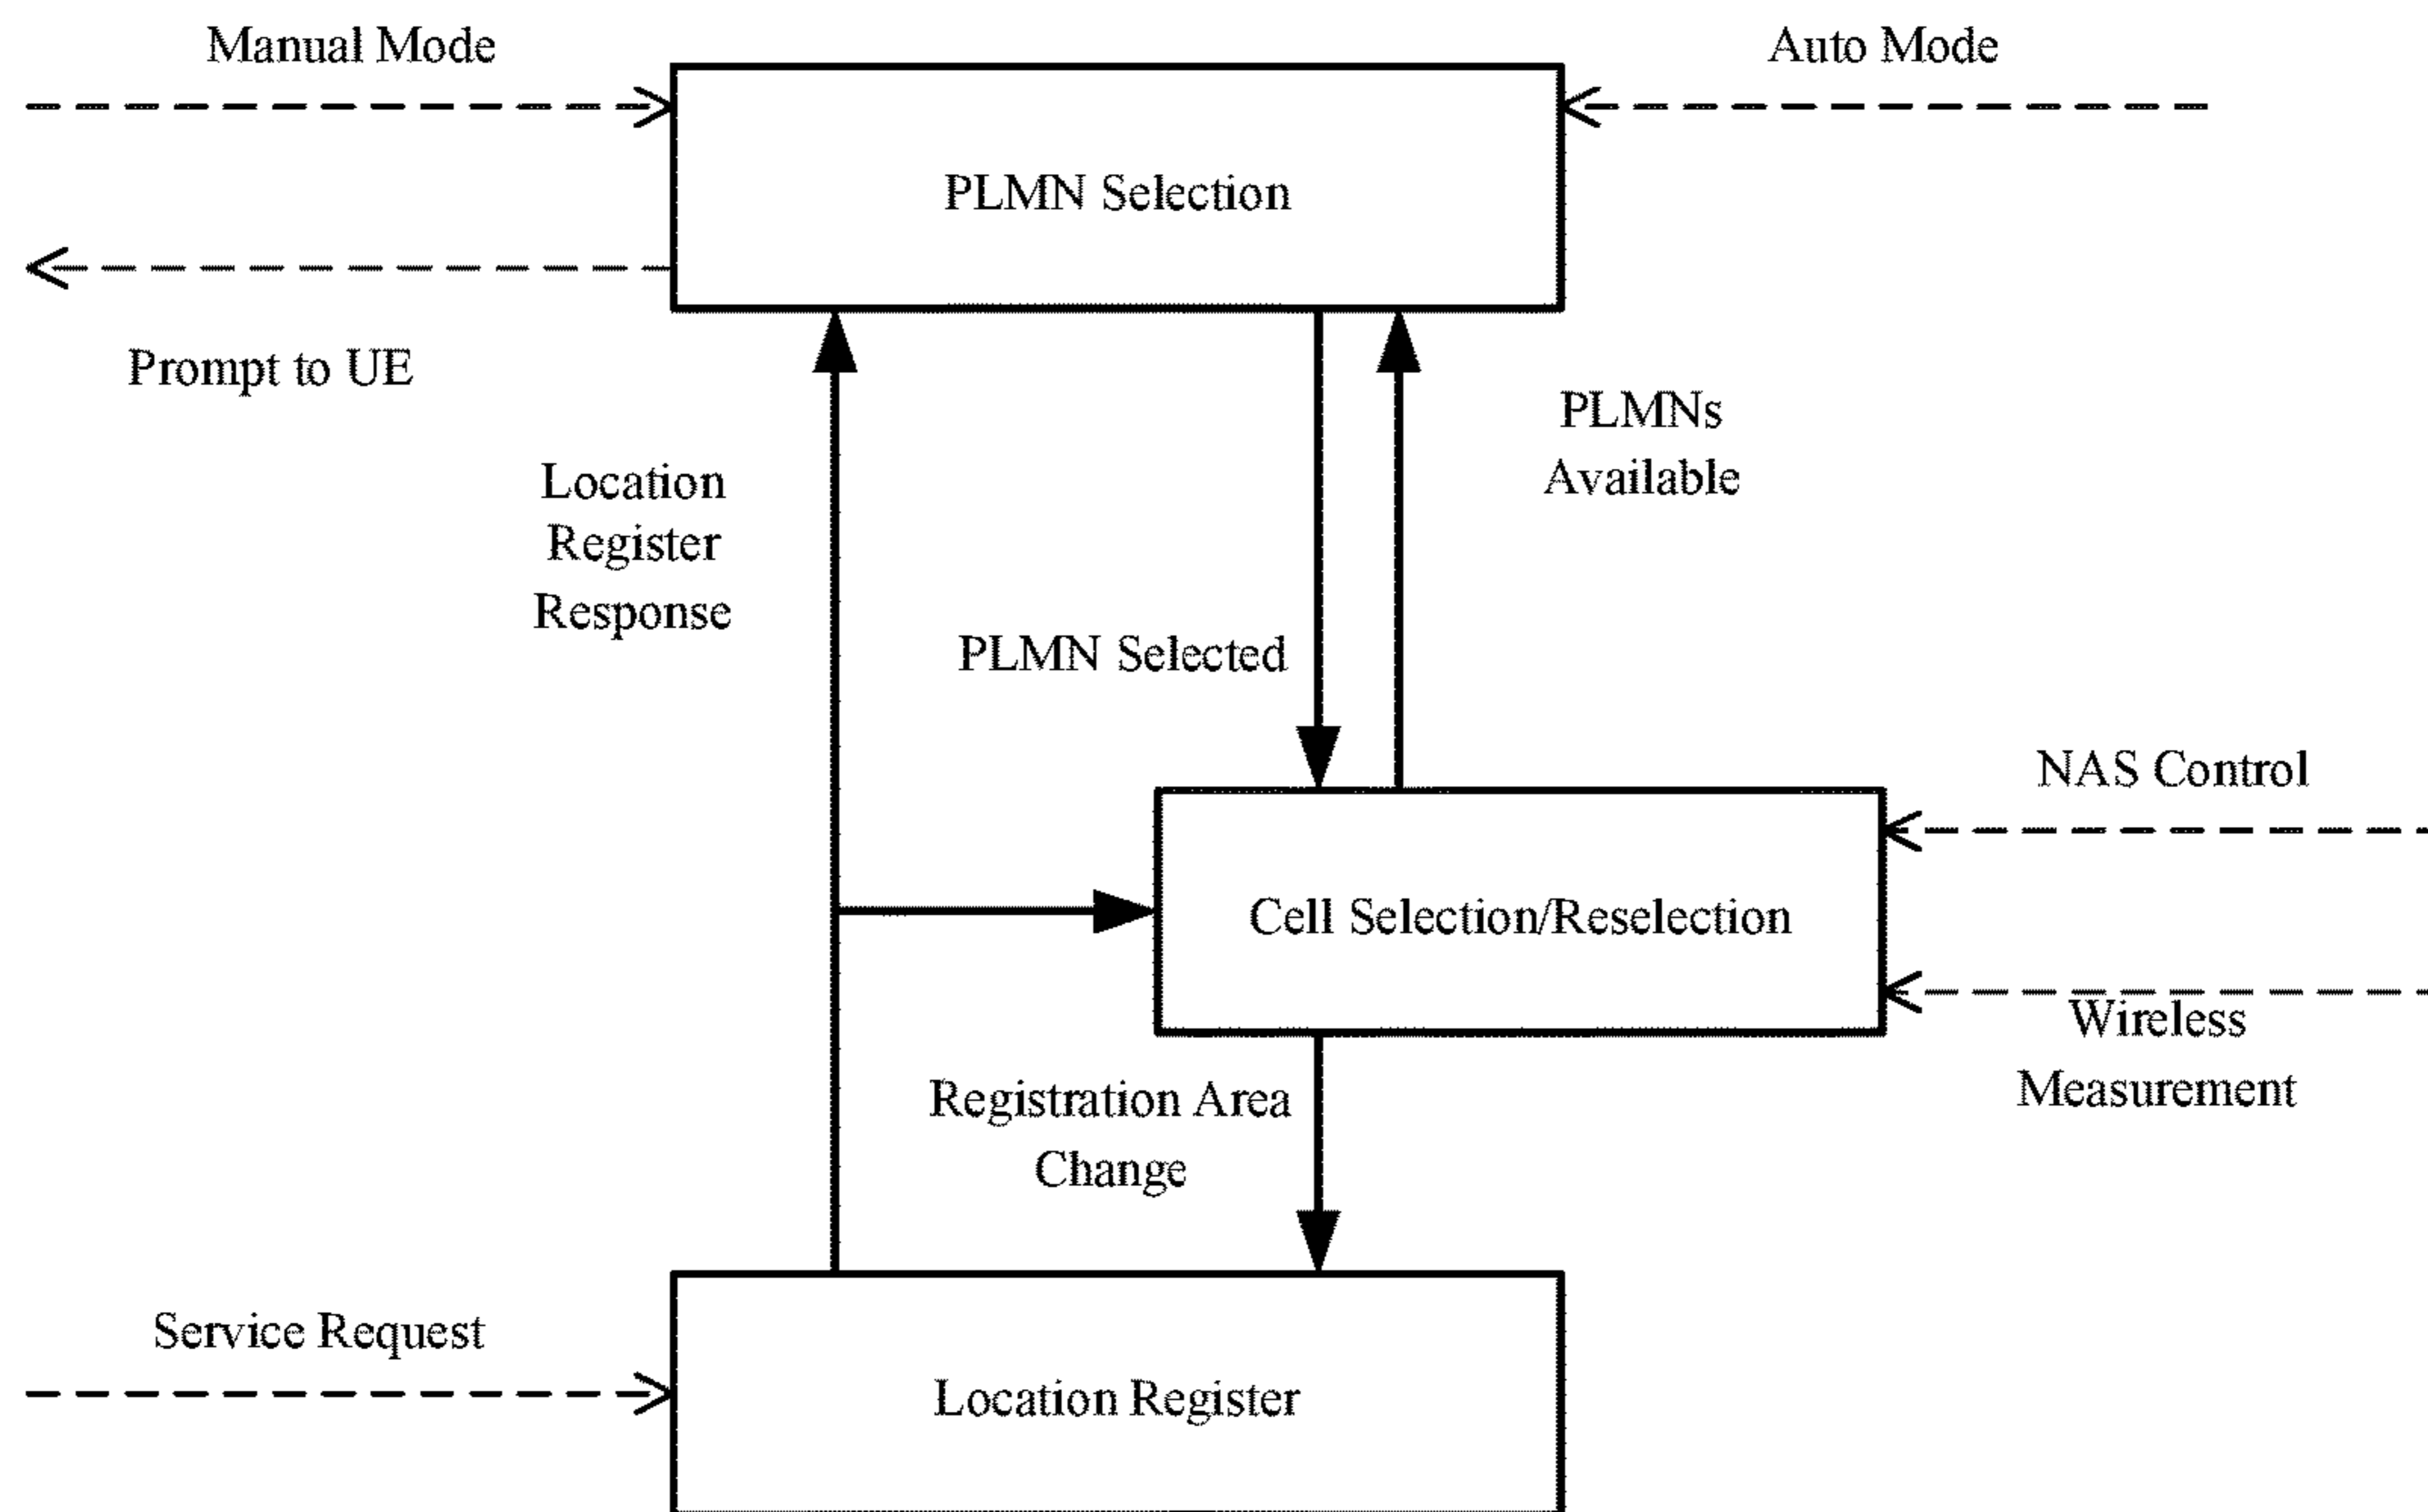 Manual Mode
Auto Mode
PLMN Selection
Prompt to UE
PLMNs
Available
Location
Register
Response
PLMN Selected
NAS Control
Cell Selection/Reselection
Wireless
Measurement
Registration Area
Change
Service Request
Location Register